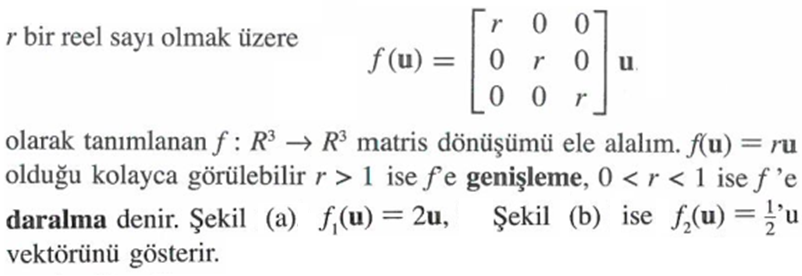 r bir reel sayı olmak üzere
f(u) = [r 0 0
0 r 0
0 0 r] u.
olarak tanımlanan f : R³ → R³ matris dönüşümü ele alalım. f(u) = ru
olduğu kolayca görülebilir r > 1 ise f'e genişleme, 0 < r < 1 ise f 'e
daralma denir. Şekil (a) f₁(u) = 2u, Şekil (b) ise f₂(u) = ½'u
vektörünü gösterir.